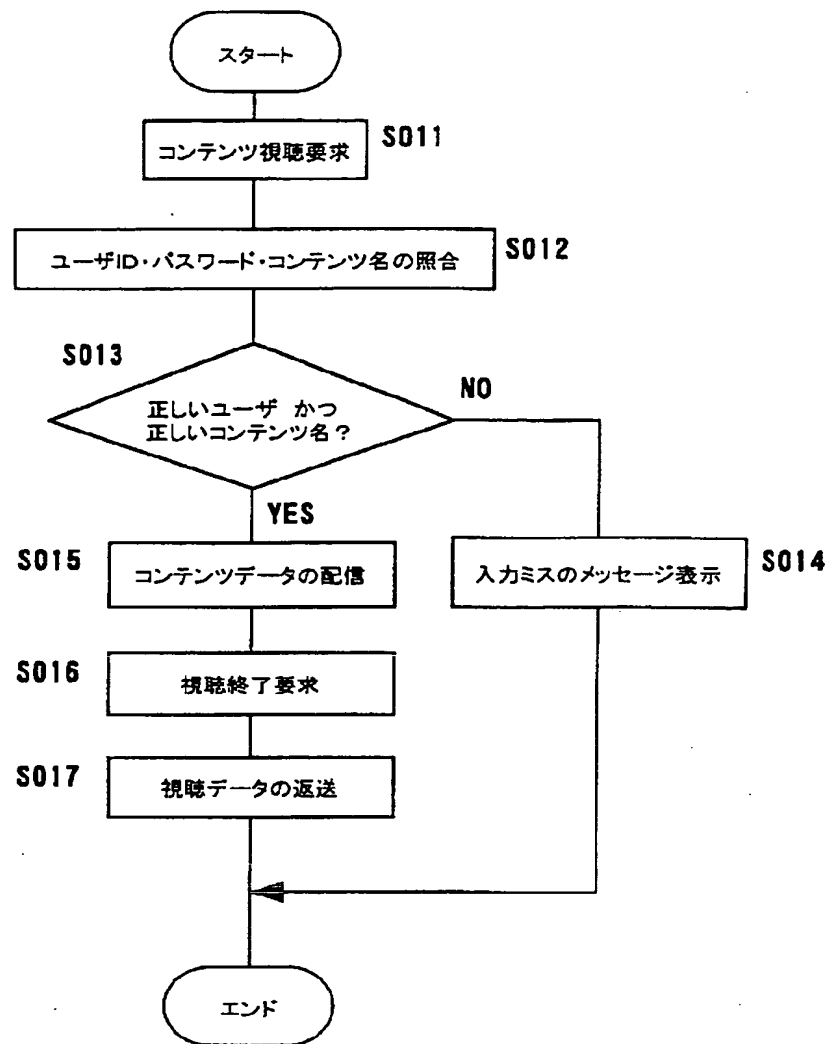 スタート
コンテンツ視聴要求
S011
ユーザID・パスワード・コンテンツ名の照合
S012
S013
正しいユーザ かつ
正しいコンテンツ名？
NO
YES
S015
コンテンツデータの配信
入力ミスのメッセージ表示
S014
S016
視聴終了要求
S017
視聴データの返送
エンド